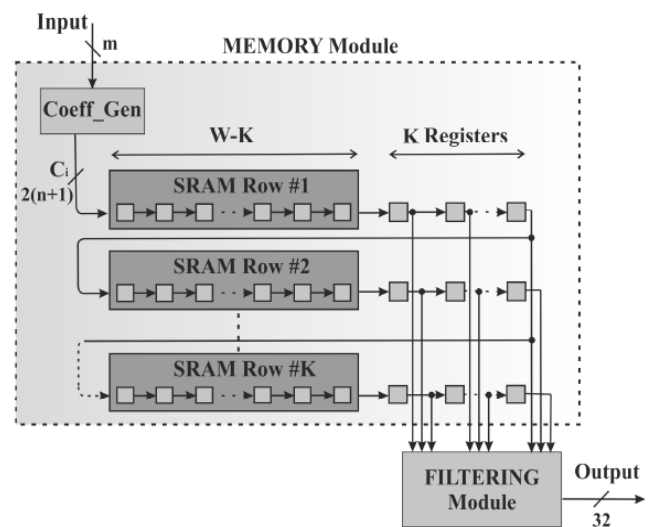 Input
m
MEMORY Module
Coeff_Gen
W-K
K Registers
Ci
2(n+1)
SRAM Row #1
SRAM Row #2
SRAM Row #K
FILTERING
Module
Output
32